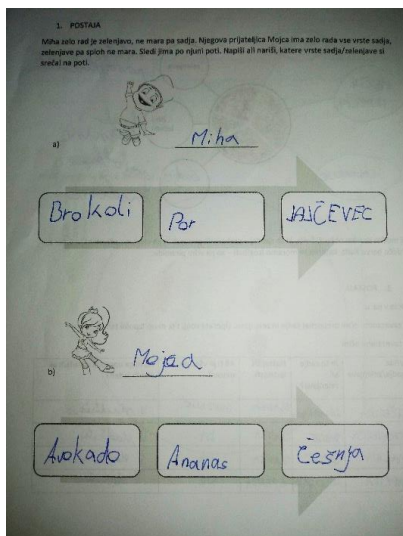 1. POSTAJA
Miha zelo rad je zelenjavo, ne mara pa sadja. Njegova prijateljica Mojca ima zelo rada vse vrste sadja,
zelenjave pa sploh ne mara. Sledi jima po njuni poti. Napiši ali nariši, katere vrste sadja/zelenjave si
srečal na poti.
a) Miha
Brokoli Por JAJČEVEC
b) Mojca
Avokado Ananas Češnja